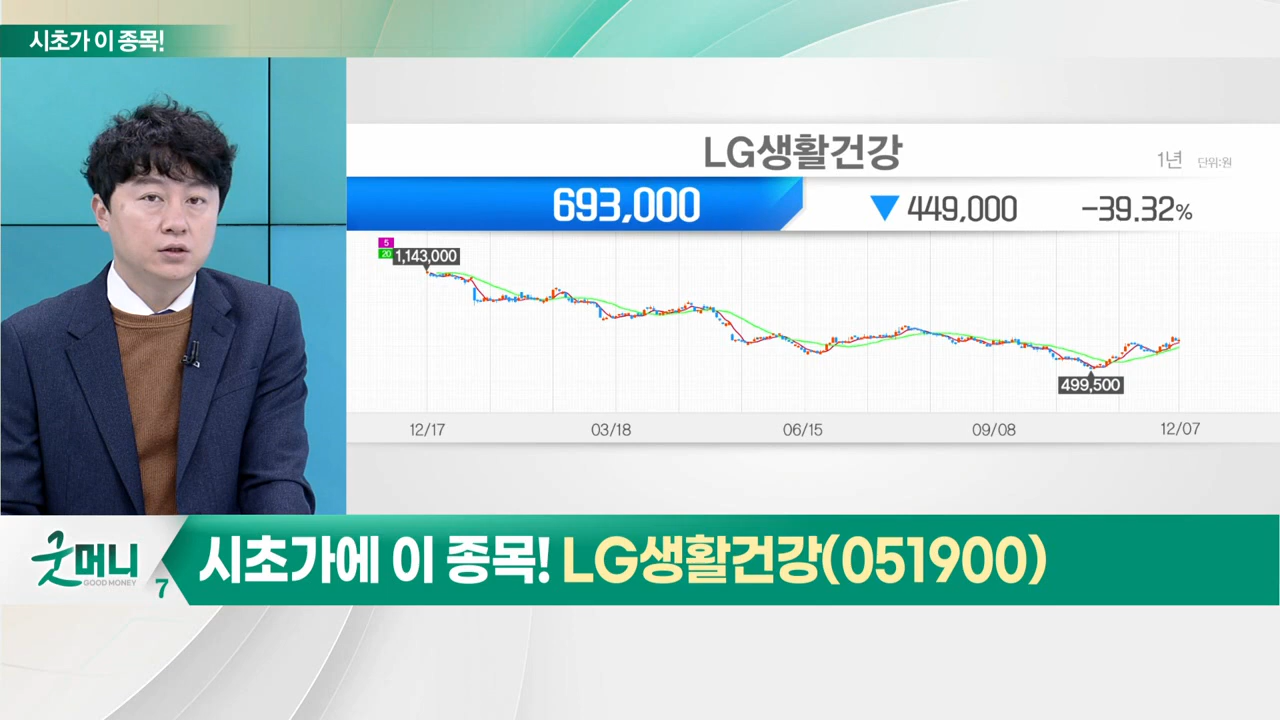 시초가 이 종목!
LG생활건강
1년 단위:원
693,000 ▼ 449,000 -39.32%
5
20
1,143,000
499,500
12/17 03/18 06/15 09/08 12/07
굿머니
GOOD MONEY
7
시초가에 이 종목! LG생활건강(051900)